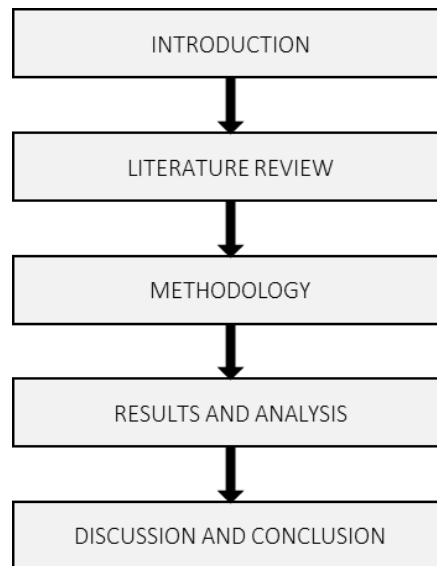 INTRODUCTION
LITERATURE REVIEW
METHODOLOGY
RESULTS AND ANALYSIS
DISCUSSION AND CONCLUSION